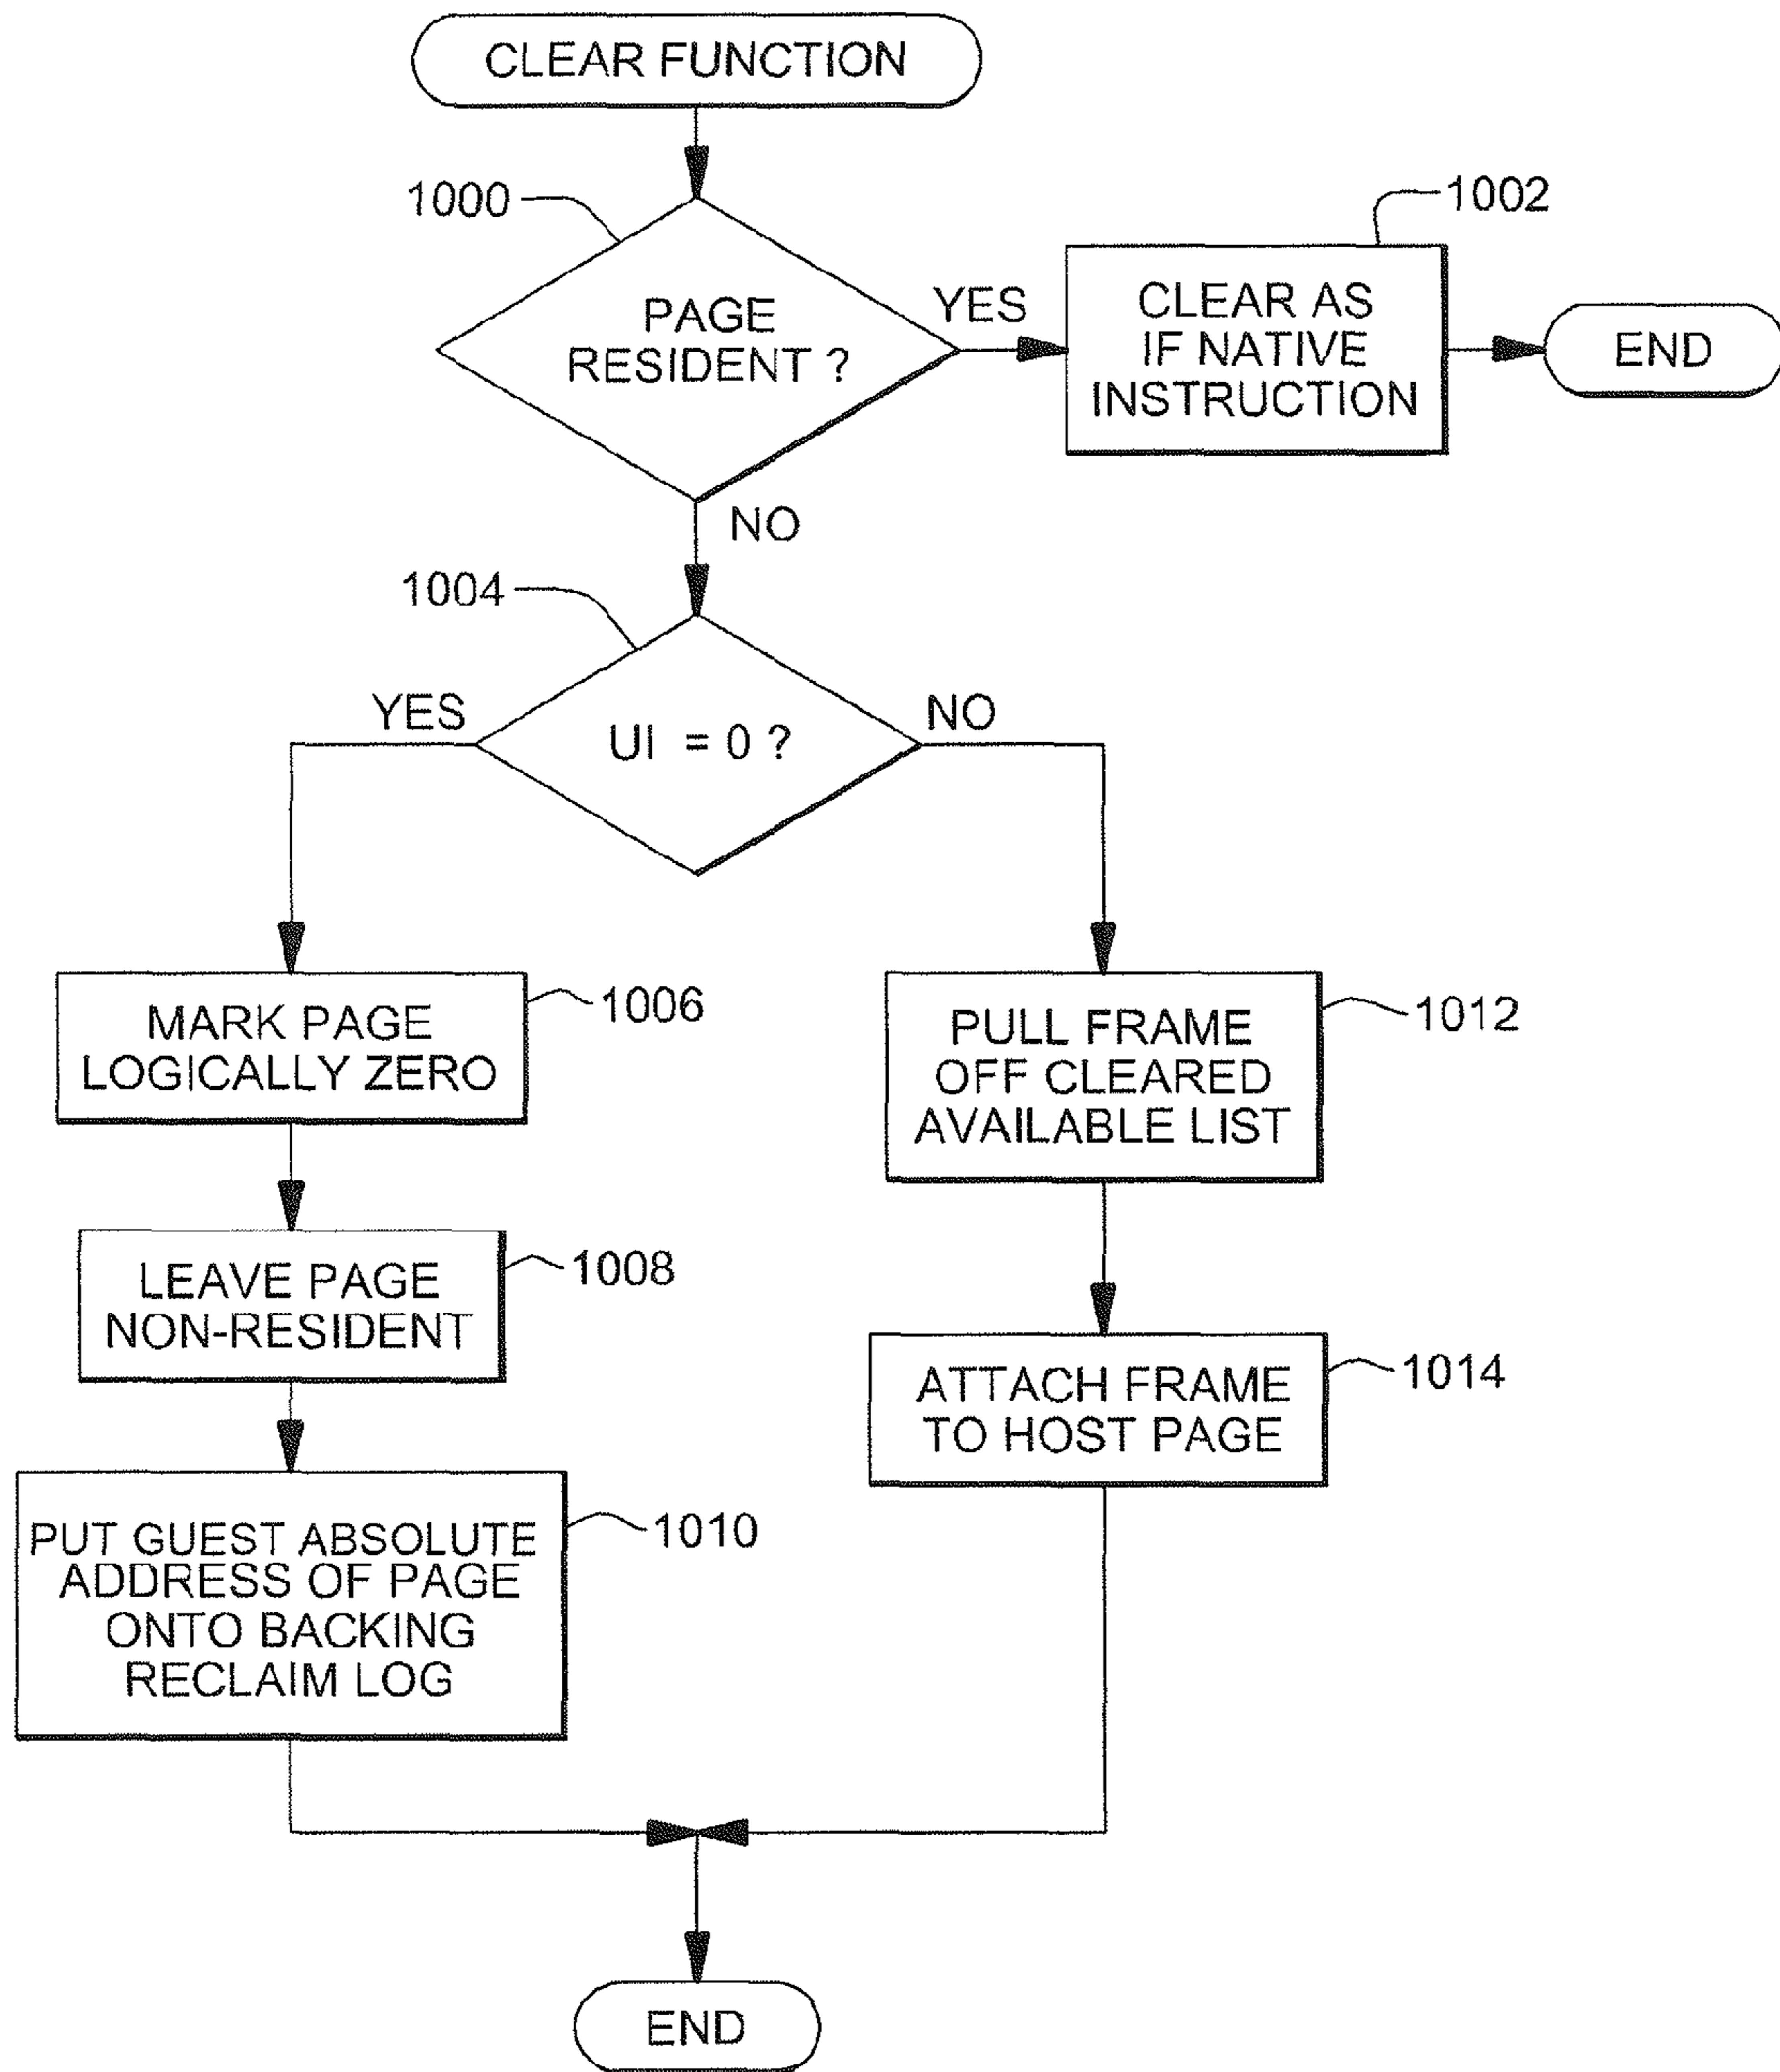 CLEAR FUNCTION
1000
PAGE
RESIDENT ?
YES
1002
CLEAR AS
IF NATIVE
INSTRUCTION
END
NO
1004
UI = 0 ?
YES
NO
MARK PAGE
LOGICALLY ZERO
1006
LEAVE PAGE
NON-RESIDENT
1008
PUT GUEST ABSOLUTE
ADDRESS OF PAGE
ONTO BACKING
RECLAIM LOG
1010
PULL FRAME
OFF CLEARED
AVAILABLE LIST
1012
ATTACH FRAME
TO HOST PAGE
1014
END